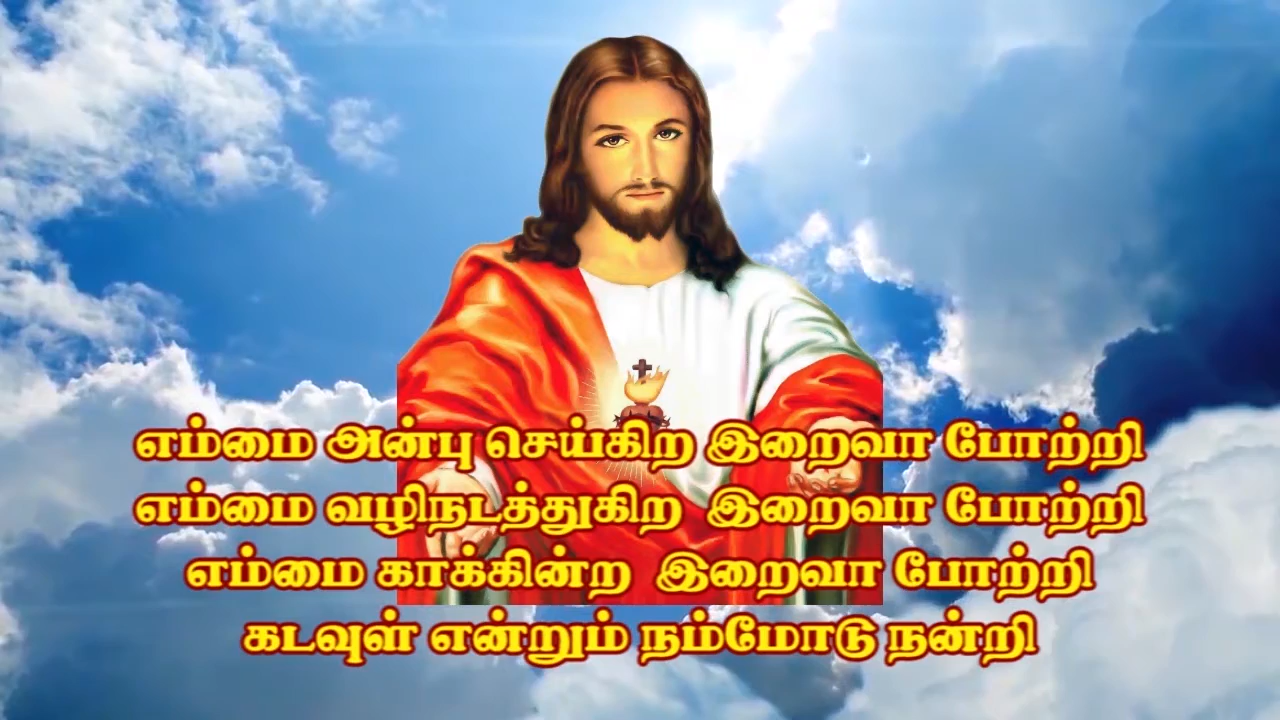 எம்மை அன்பு செய்கிற இறைவா போற்றி
எம்மை வழிநடத்துகிற இறைவா போற்றி
எம்மை காக்கின்ற இறைவா போற்றி
கடவுள் என்றும் நம்மோடு நன்றி